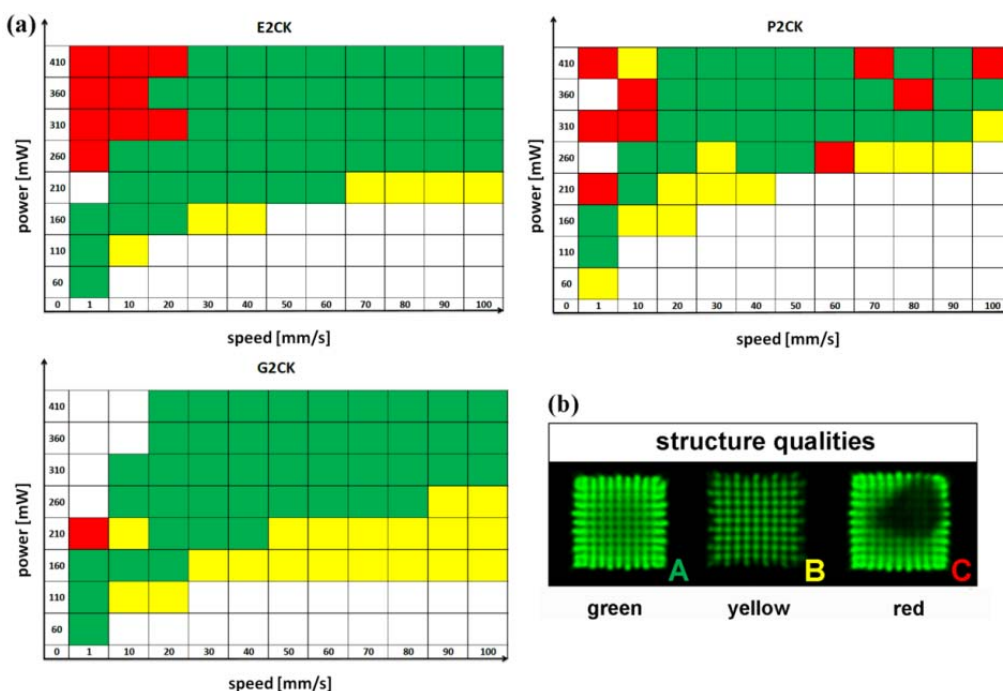 (a)
E2CK
power [mW]
410
360
310
260
210
160
110
60
0 1 10 20 30 40 50 60 70 80 90 100
speed [mm/s]
P2CK
power [mW]
410
360
310
260
210
160
110
60
0 1 10 20 30 40 50 60 70 80 90 100
speed [mm/s]
G2CK
power [mW]
410
360
310
260
210
160
110
60
0 1 10 20 30 40 50 60 70 80 90 100
speed [mm/s]
(b)
structure qualities
A B C
green yellow red